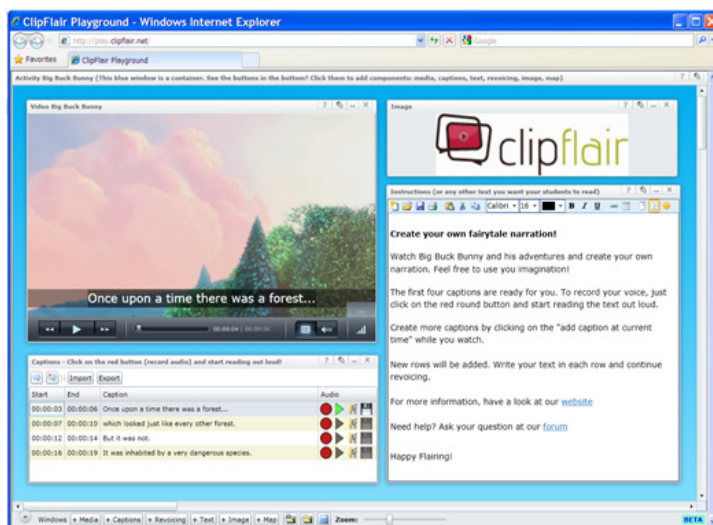 ClipFlair Playground - Windows Internet Explorer
http://play.clipflair.net/
Google
Favorites
ClipFlair Playground
Activity Big Buck Bunny (This blue window is a container. See the buttons in the bottom? Click them to add components: media, captions, text, revoicing, image, map)
Video Big Buck Bunny
Once upon a time there was a forest...
00:00:04 | 00:09:56
Captions - Click on the red button (record audio) and start reading out loud!
Import Export
Start End Caption Audio
00:00:03 00:00:06 Once upon a time there was a forest...
00:00:07 00:00:10 which looked just like every other forest.
00:00:12 00:00:14 But it was not.
00:00:16 00:00:19 It was inhabited by a very dangerous species.
Image
clipflair
Instructions (or any other text you want your students to read)
Calibri 16 B I U
Create your own fairytale narration!
Watch Big Buck Bunny and his adventures and create your own
narration. Feel free to use you imagination!
The first four captions are ready for you. To record your voice, just
click on the red round button and start reading the text out loud.
Create more captions by clicking on the "add caption at current
time" while you watch.
New rows will be added. Write your text in each row and continue
revoicing.
For more information, have a look at our website
Need help? Ask your question at our forum
Happy Flairing!
Windows + Media + Captions + Revoicing + Text + Image + Map Zoom: BETA